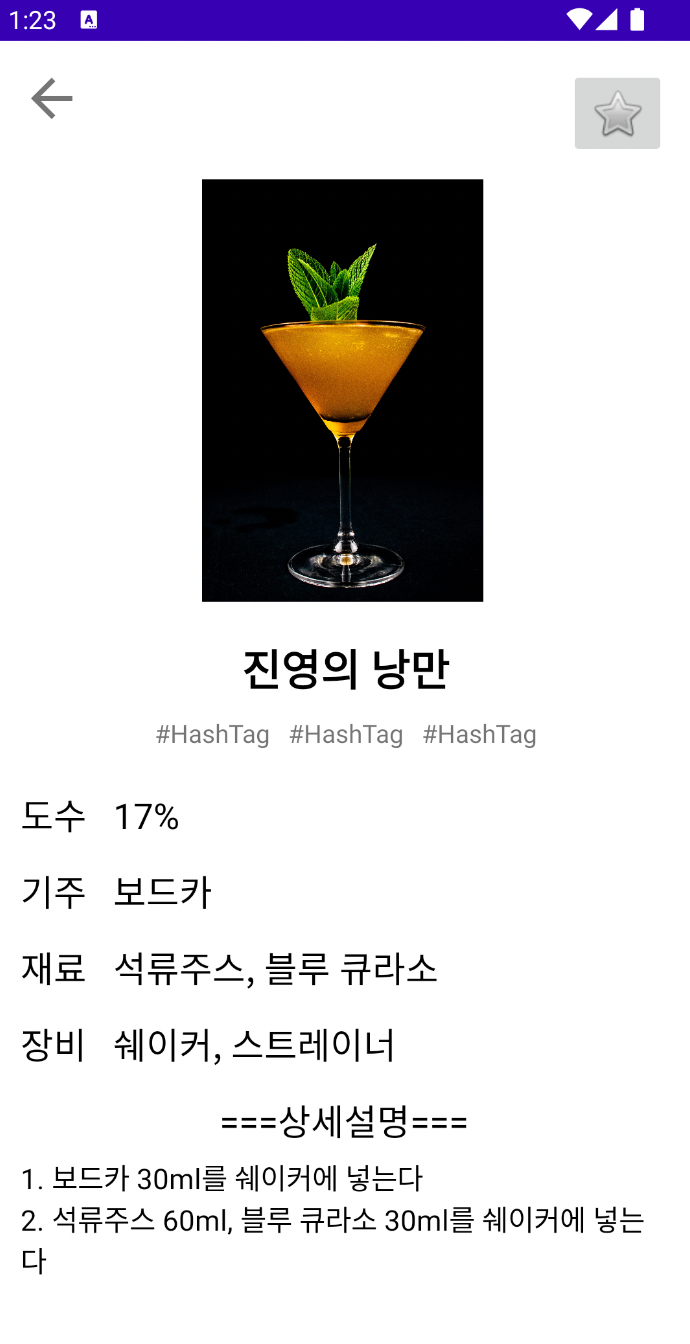 1:23 A
진영의 낭만
#HashTag #HashTag #HashTag
도수 17%
기주 보드카
재료 석류주스, 블루 큐라소
장비 쉐이커, 스트레이너
===상세설명===
1. 보드카 30ml를 쉐이커에 넣는다
2. 석류주스 60ml, 블루 큐라소 30ml를 쉐이커에 넣는
다